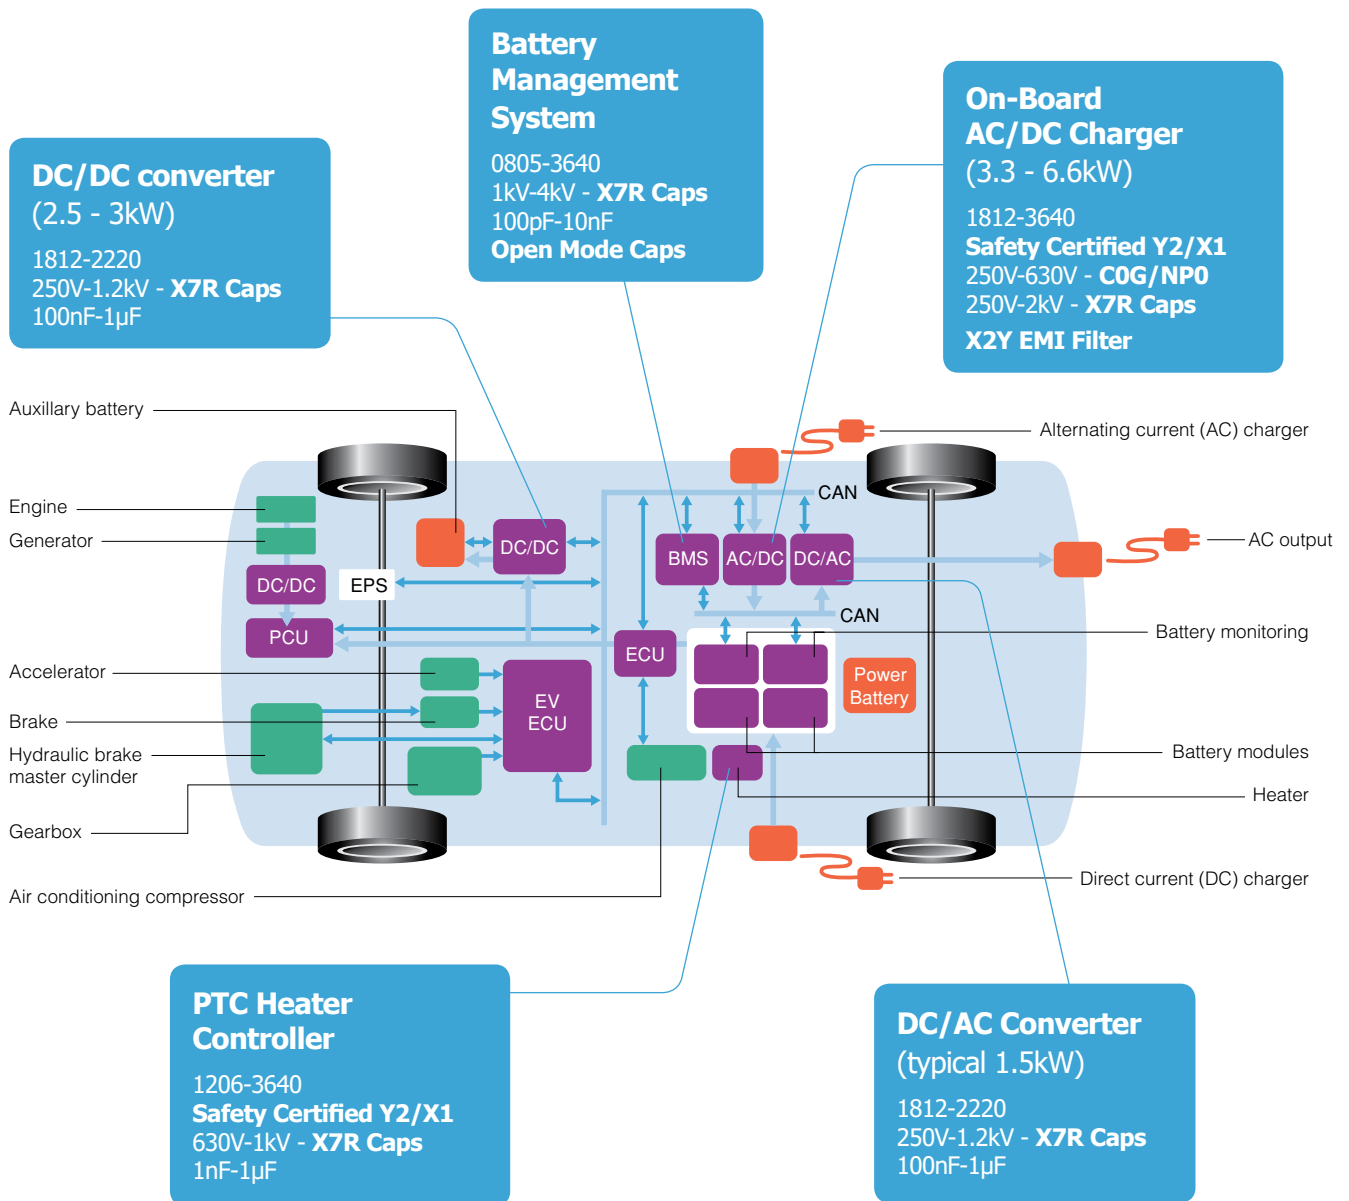 Battery
Management
System
0805-3640
1kV-4kV - X7R Caps
100pF-10nF
Open Mode Caps
On-Board
AC/DC Charger
(3.3 - 6.6kW)
1812-3640
Safety Certified Y2/X1
250V-630V - C0G/NP0
250V-2kV - X7R Caps
X2Y EMI Filter
DC/DC converter
(2.5 - 3kW)
1812-2220
250V-1.2kV - X7R Caps
100nF-1µF
Auxillary battery
Alternating current (AC) charger
Engine
Generator
CAN
AC output
DC/DC
BMS
AC/DC
DC/AC
DC/DC
EPS
CAN
PCU
ECU
Battery monitoring
Accelerator
Power
Battery
EV
ECU
Brake
Hydraulic brake
master cylinder
Battery modules
Heater
Gearbox
Air conditioning compressor
Direct current (DC) charger
PTC Heater
Controller
1206-3640
Safety Certified Y2/X1
630V-1kV - X7R Caps
1nF-1µF
DC/AC Converter
(typical 1.5kW)
1812-2220
250V-1.2kV - X7R Caps
100nF-1µF